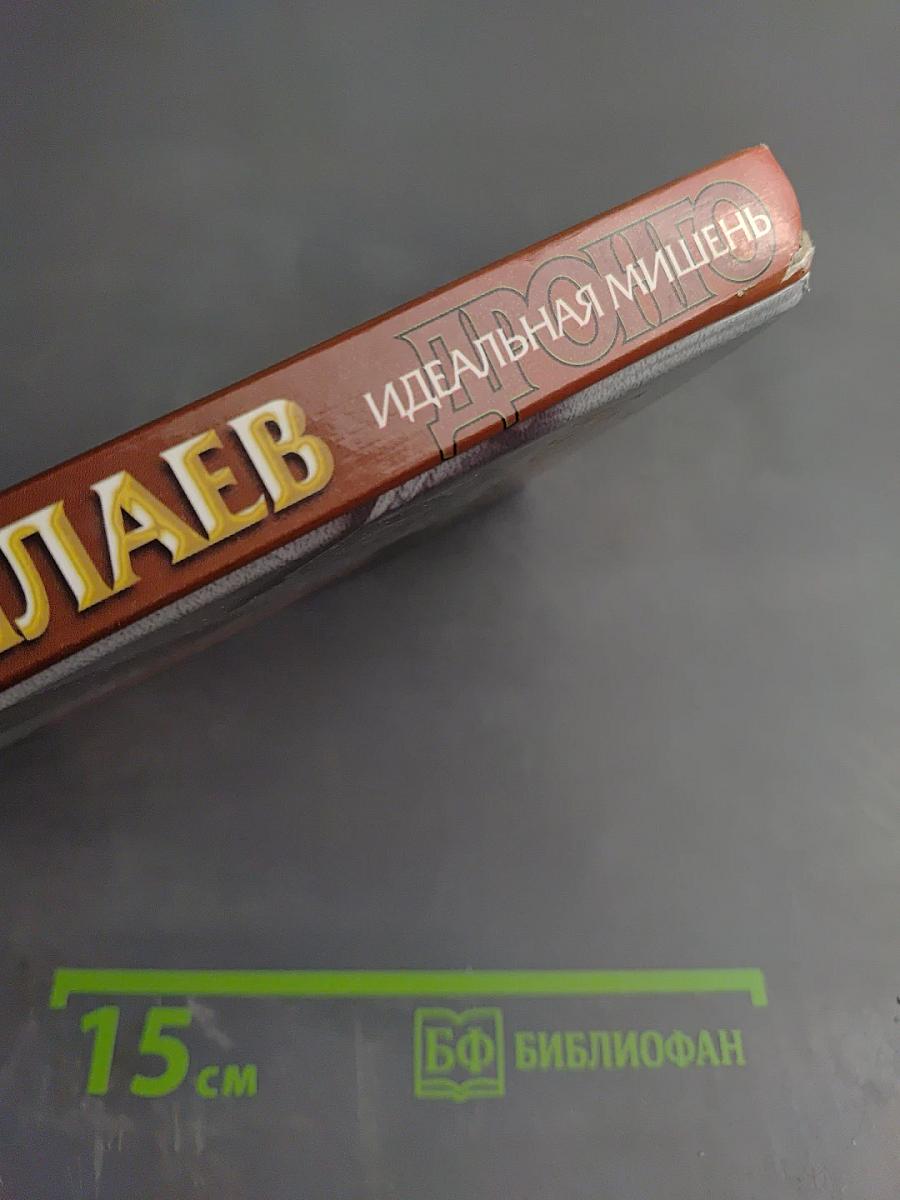 ЛАЕВ
ДРОНГО
ИДЕАЛЬНАЯ МИШЕНЬ
15 см
БФ БИБЛИОФАН